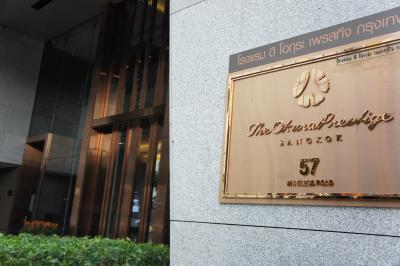 โรงแรม ดิ โอกุระ เพรสทีจ กรุงเทพ
The Okura Prestige
BANGKOK
57
WIRELESS ROAD